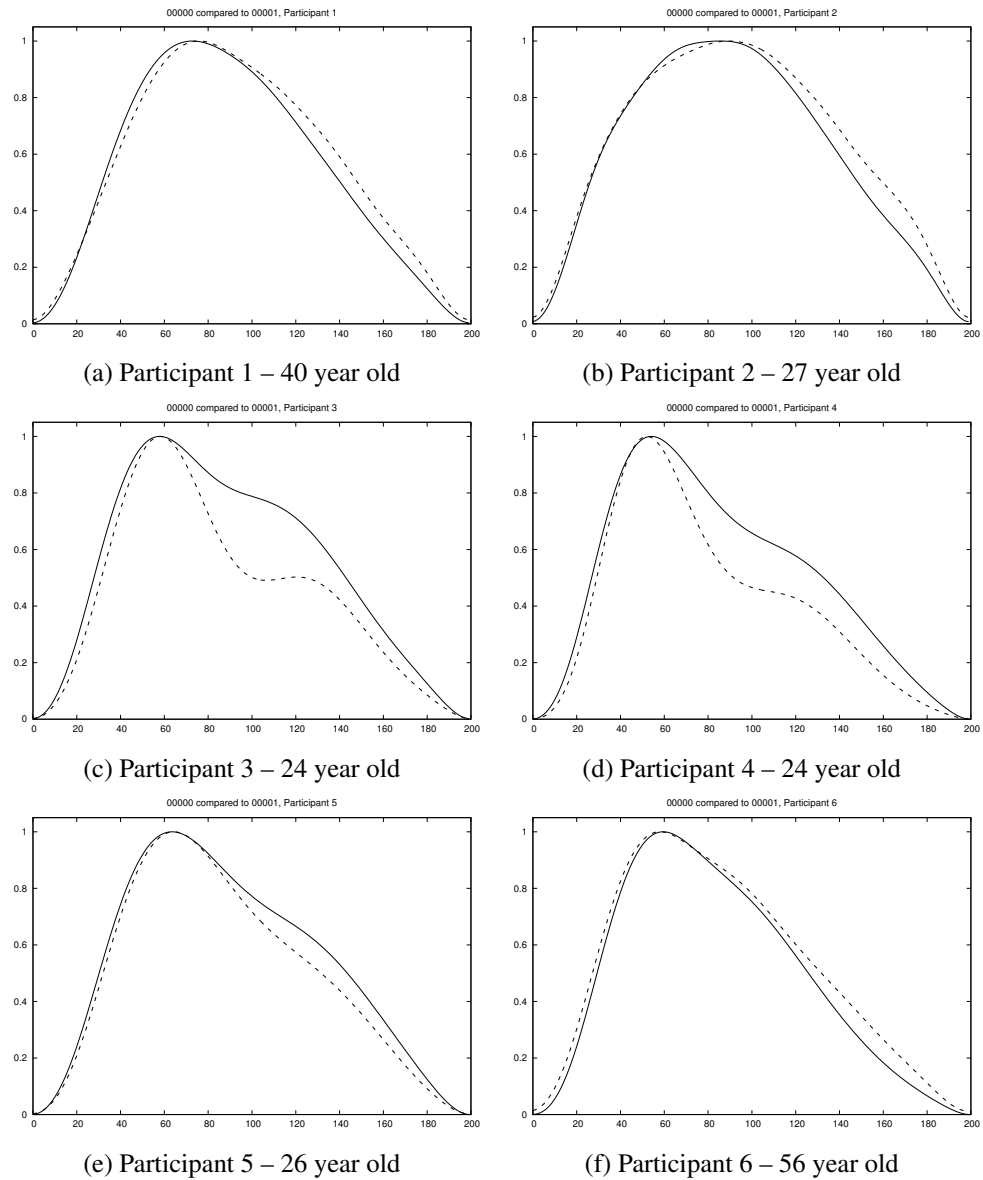 00000 compared to 00001, Participant 1
1
0.8
0.6
0.4
0.2
0
0 20 40 60 80 100 120 140 160 180 200
(a) Participant 1 – 40 year old
00000 compared to 00001, Participant 2
1
0.8
0.6
0.4
0.2
0
0 20 40 60 80 100 120 140 160 180 200
(b) Participant 2 – 27 year old
00000 compared to 00001, Participant 3
1
0.8
0.6
0.4
0.2
0
0 20 40 60 80 100 120 140 160 180 200
(c) Participant 3 – 24 year old
00000 compared to 00001, Participant 4
1
0.8
0.6
0.4
0.2
0
0 20 40 60 80 100 120 140 160 180 200
(d) Participant 4 – 24 year old
00000 compared to 00001, Participant 5
1
0.8
0.6
0.4
0.2
0
0 20 40 60 80 100 120 140 160 180 200
(e) Participant 5 – 26 year old
00000 compared to 00001, Participant 6
1
0.8
0.6
0.4
0.2
0
0 20 40 60 80 100 120 140 160 180 200
(f) Participant 6 – 56 year old